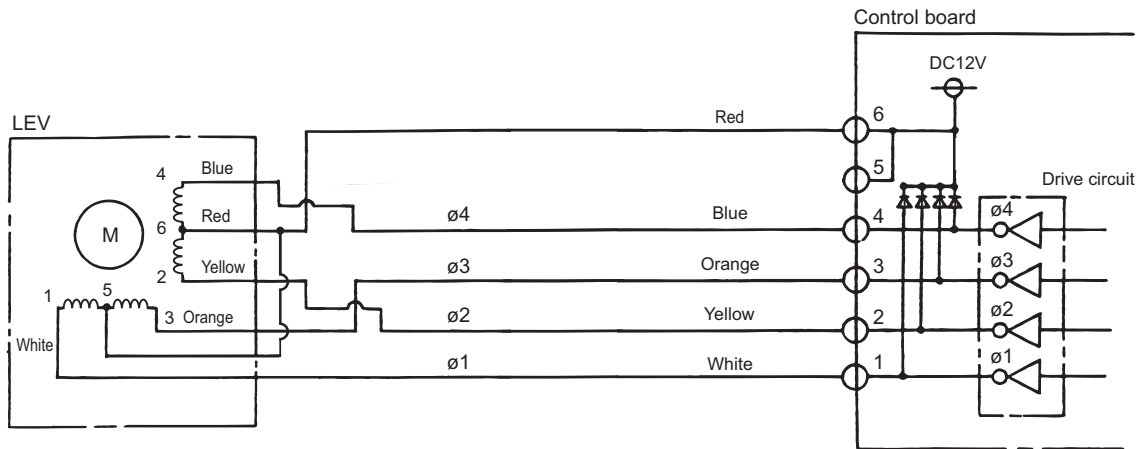 Control board
DC12V
LEV
Red 6
4 Blue
5
Drive circuit
Red
6
ø4 Blue 4 ø4
Yellow
2
ø3 Orange 3 ø3
1 5
3 Orange
ø2 Yellow 2 ø2
White
ø1 White 1 ø1
M